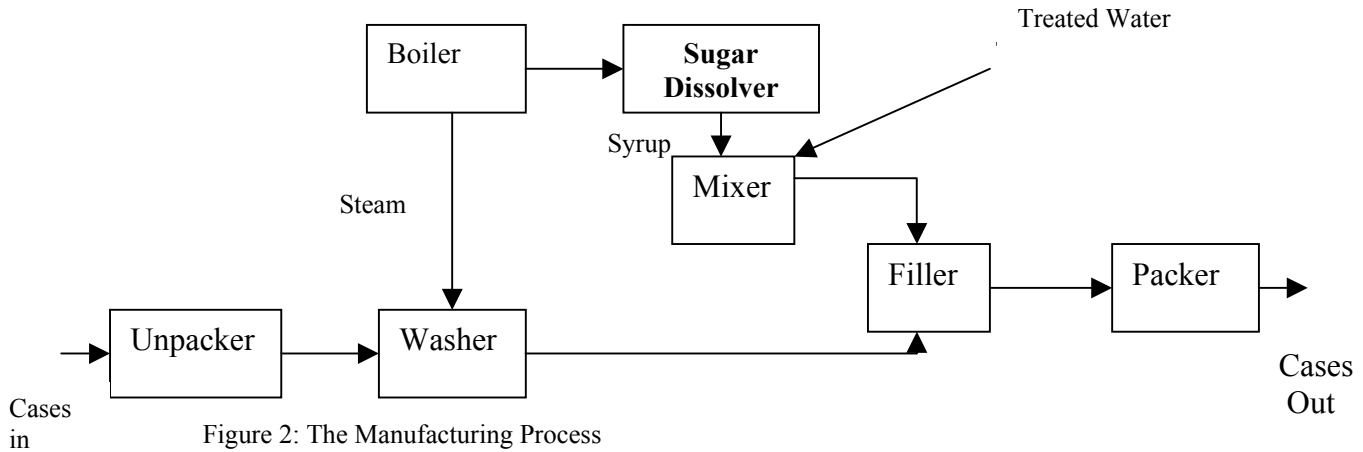 Treated Water
Boiler
Sugar
Dissolver
Syrup
Mixer
Steam
Filler
Packer
Unpacker
Washer
Cases
Out
Cases
in
Figure 2: The Manufacturing Process